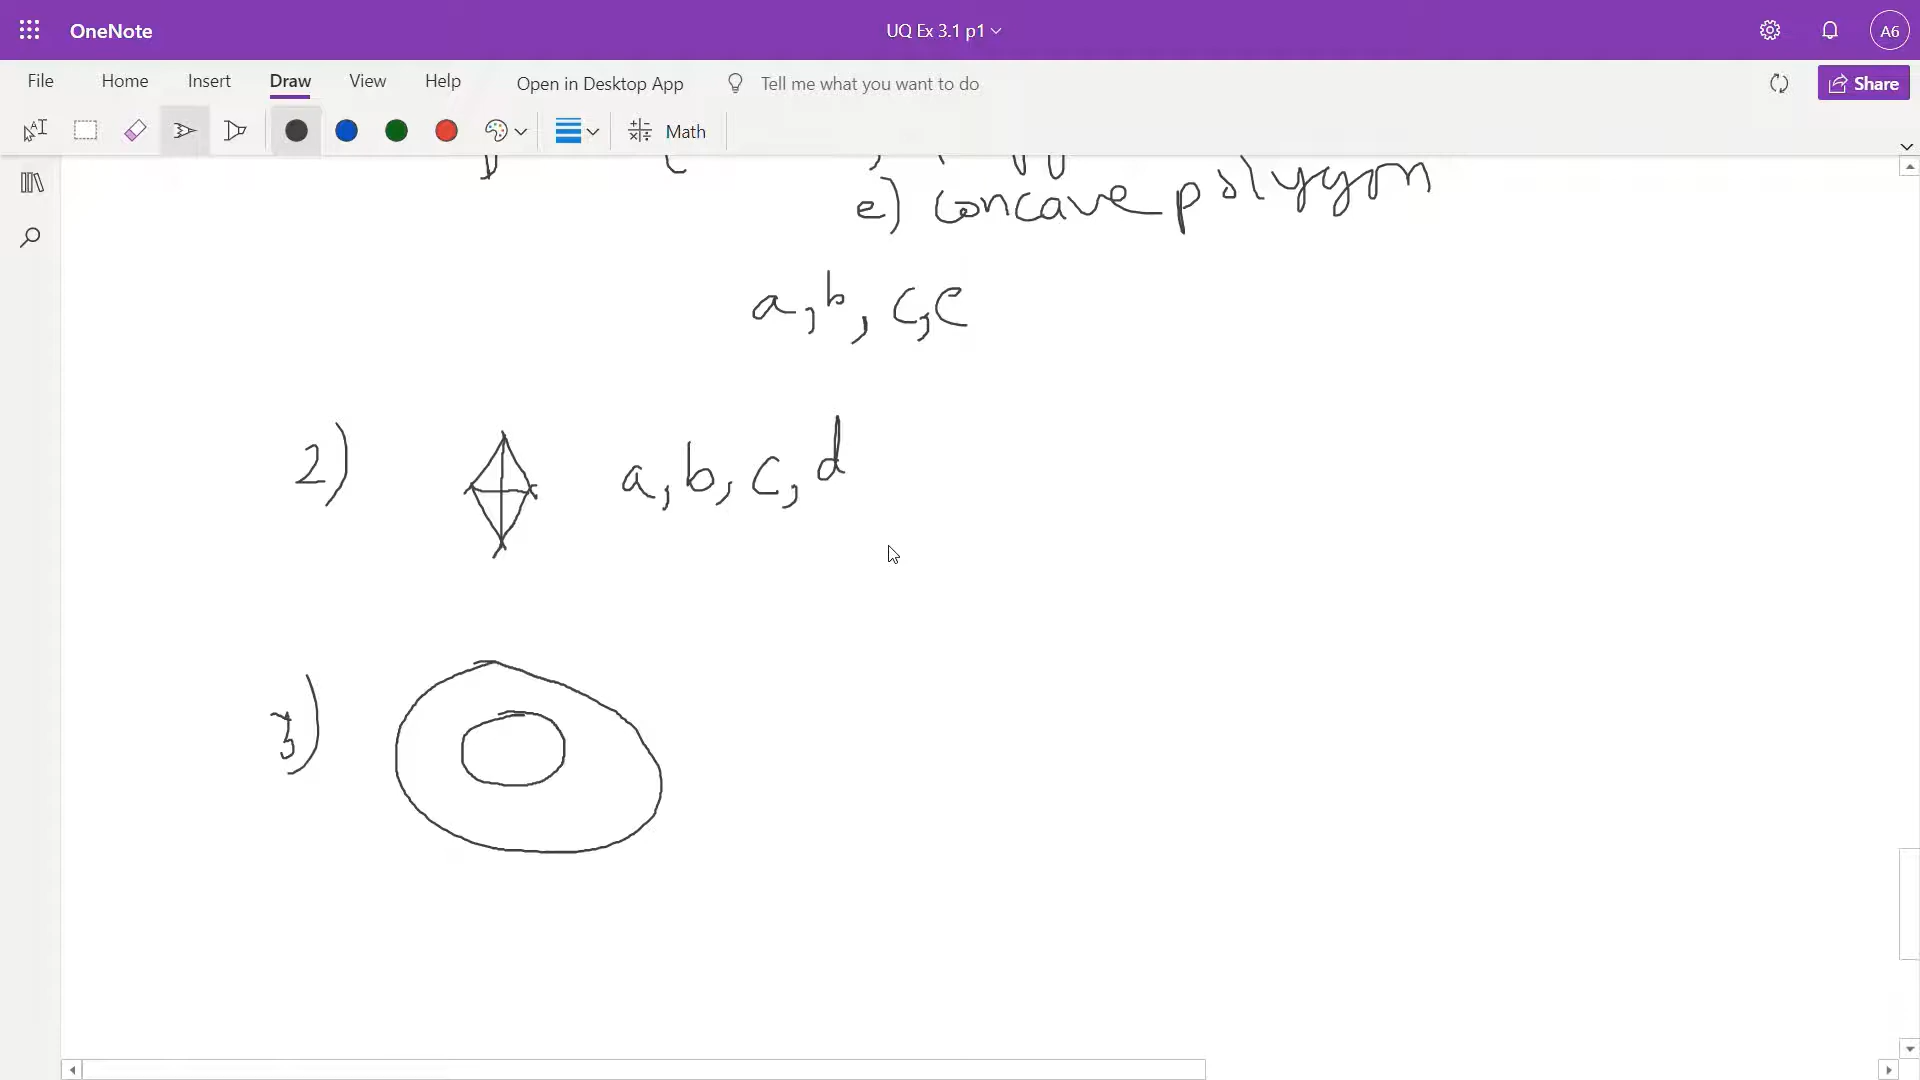 OneNote
UQ Ex 3.1 p1
A6
File Home Insert Draw View Help Open in Desktop App Tell me what you want to do
Share
Math
e) concave polygon
a, b, c, e
2) a, b, c, d
3)